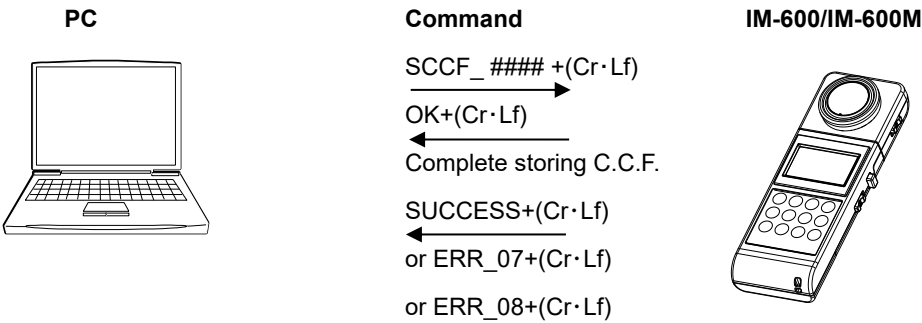 PC Command IM-600/IM-600M
SCCF_ #### +(Cr･Lf)
OK+(Cr･Lf)
Complete storing C.C.F.
SUCCESS+(Cr･Lf)
or ERR_07+(Cr･Lf)
or ERR_08+(Cr･Lf)